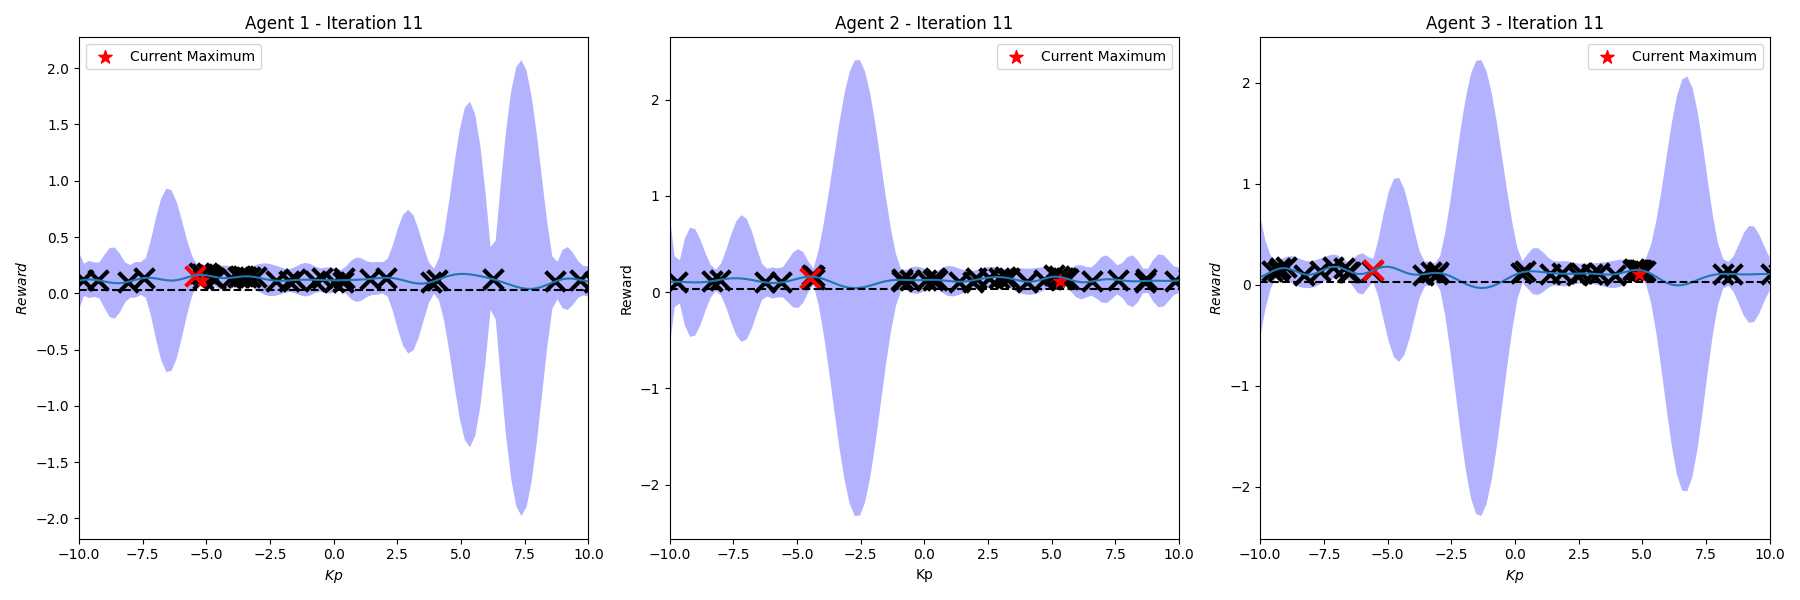 Agent 1 - Iteration 11
Current Maximum
2.0
1.5
1.0
0.5
0.0
−0.5
−1.0
−1.5
−2.0
Reward
−10.0 −7.5 −5.0 −2.5 0.0 2.5 5.0 7.5 10.0
Kp
Agent 2 - Iteration 11
Current Maximum
2
1
0
−1
−2
Reward
−10.0 −7.5 −5.0 −2.5 0.0 2.5 5.0 7.5 10.0
Kp
Agent 3 - Iteration 11
Current Maximum
2
1
0
−1
−2
Reward
−10.0 −7.5 −5.0 −2.5 0.0 2.5 5.0 7.5 10.0
Kp